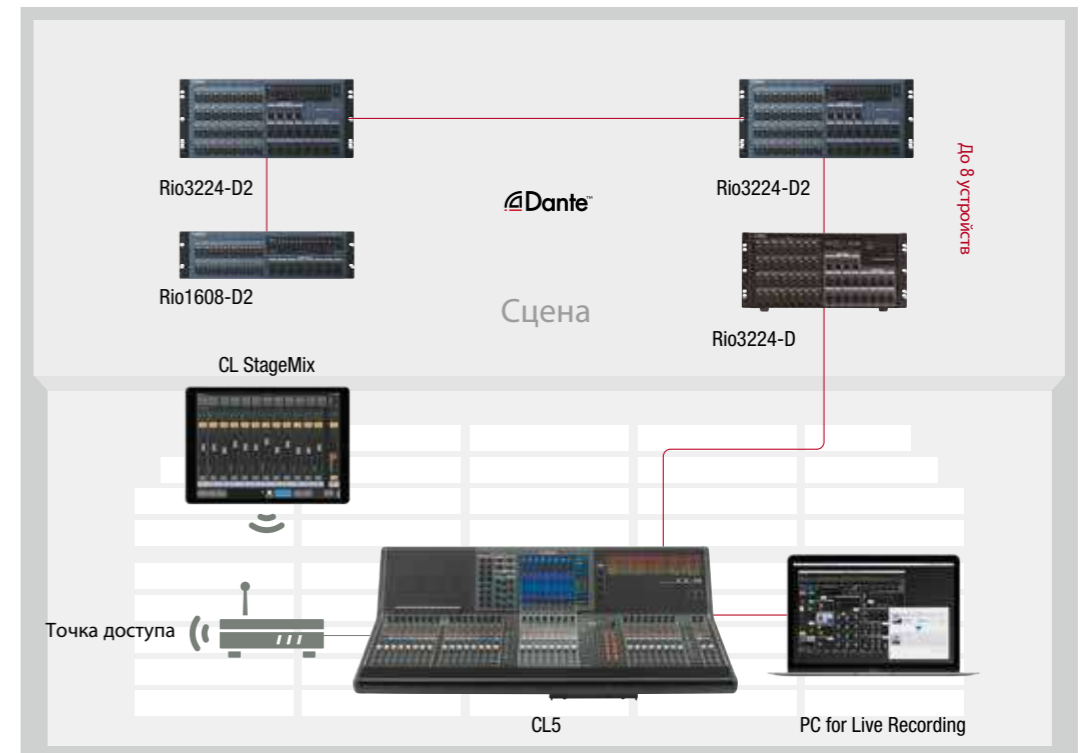 Rio3224-D2
Rio3224-D2
До 8 устройств
Dante™
Rio1608-D2
Сцена
Rio3224-D
CL StageMix
Точка доступа
CL5
PC for Live Recording